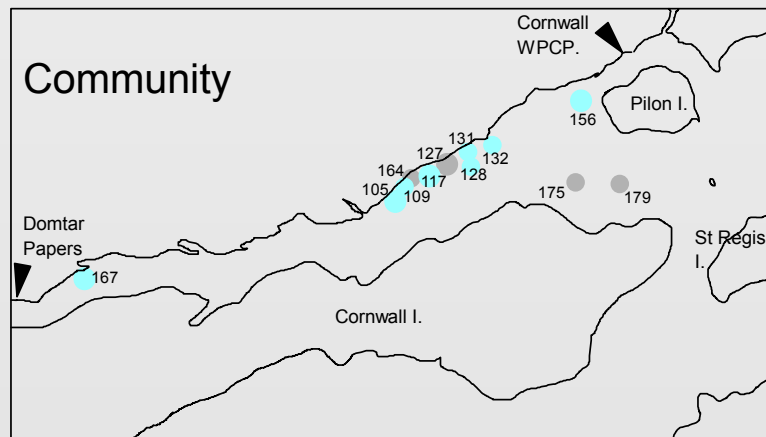 Cornwall
WPCP.
Community
Pilon I.
156
131
132
127
164
117
128
105
109
175
179
Domtar
Papers
St Regis
I.
167
Cornwall I.